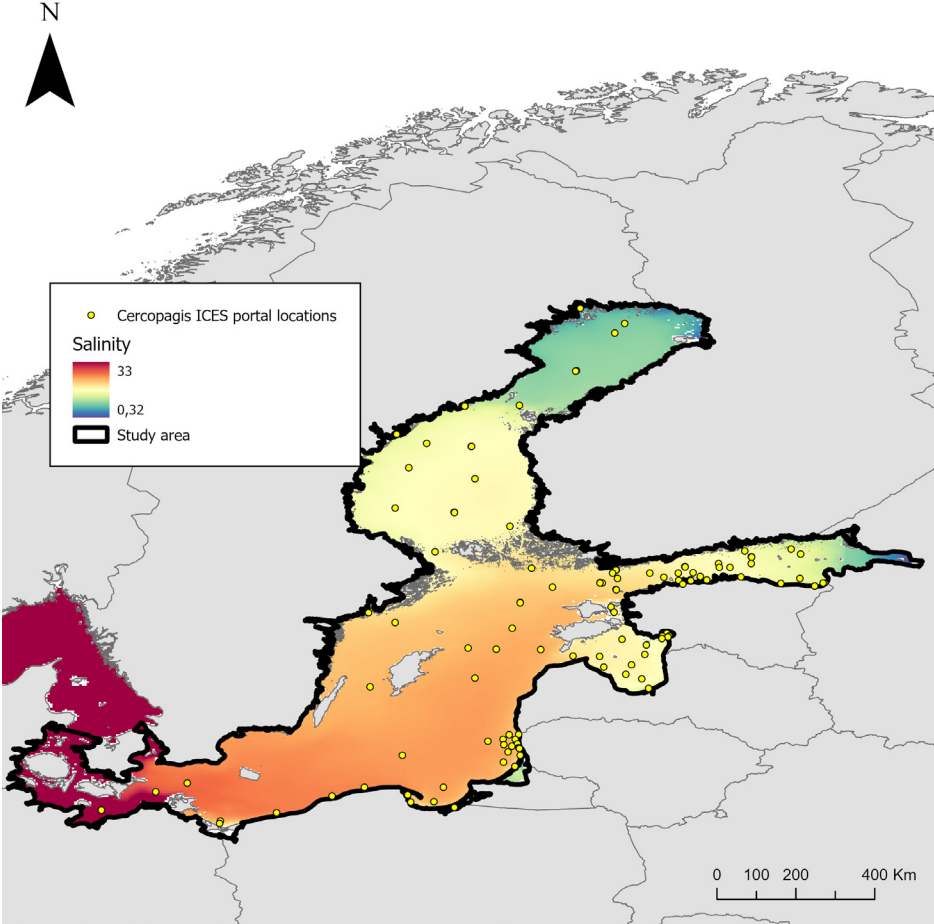 N
Cercopagis ICES portal locations
Salinity
33
0,32
Study area
0 100 200 400 Km